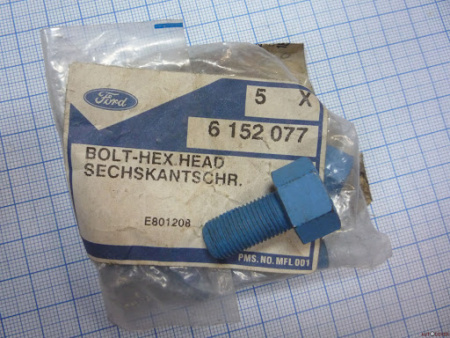 Ford
5 X
6 152 077
BOLT-HEX.HEAD
SECHSKANTSCHR.
E801208
PMS. NO. MFL 001